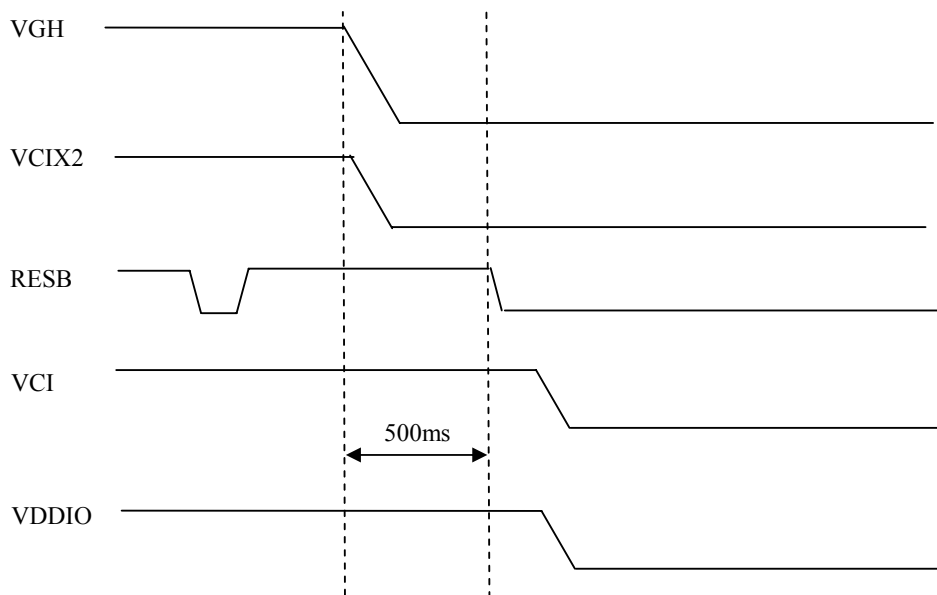 VGH
VCIX2
RESB
VCI
500ms
VDDIO